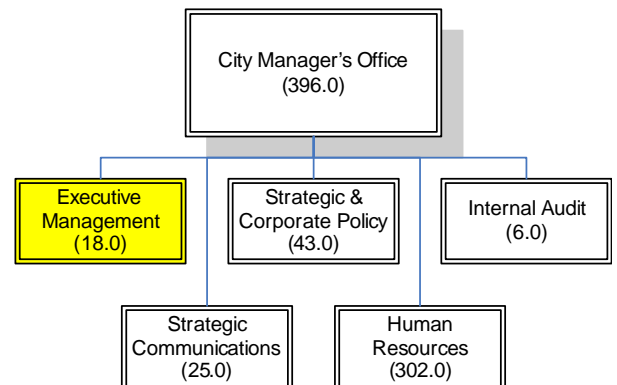 City Manager's Office
(396.0)
Executive
Management
(18.0)
Strategic &
Corporate Policy
(43.0)
Internal Audit
(6.0)
Strategic
Communications
(25.0)
Human
Resources
(302.0)